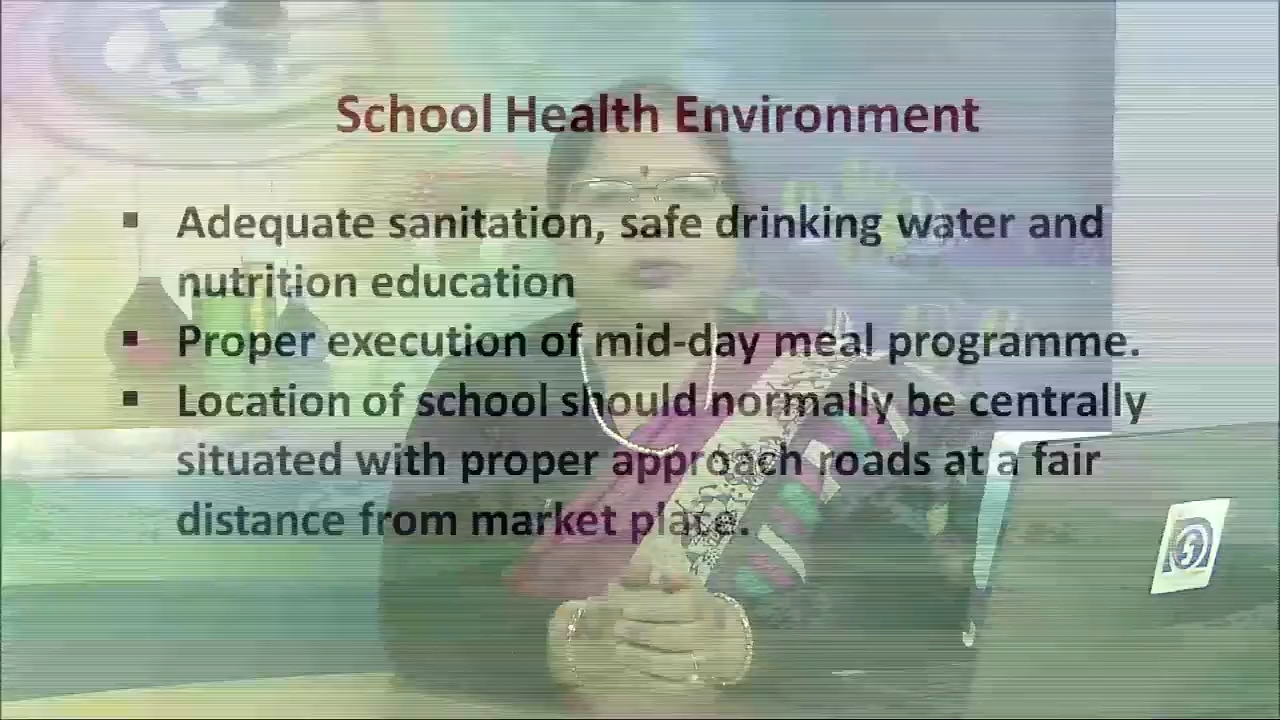 School Health Environment
▪ Adequate sanitation, safe drinking water and
nutrition education
▪ Proper execution of mid-day meal programme.
▪ Location of school should normally be centrally
situated with proper approach roads at a fair
distance from market place.